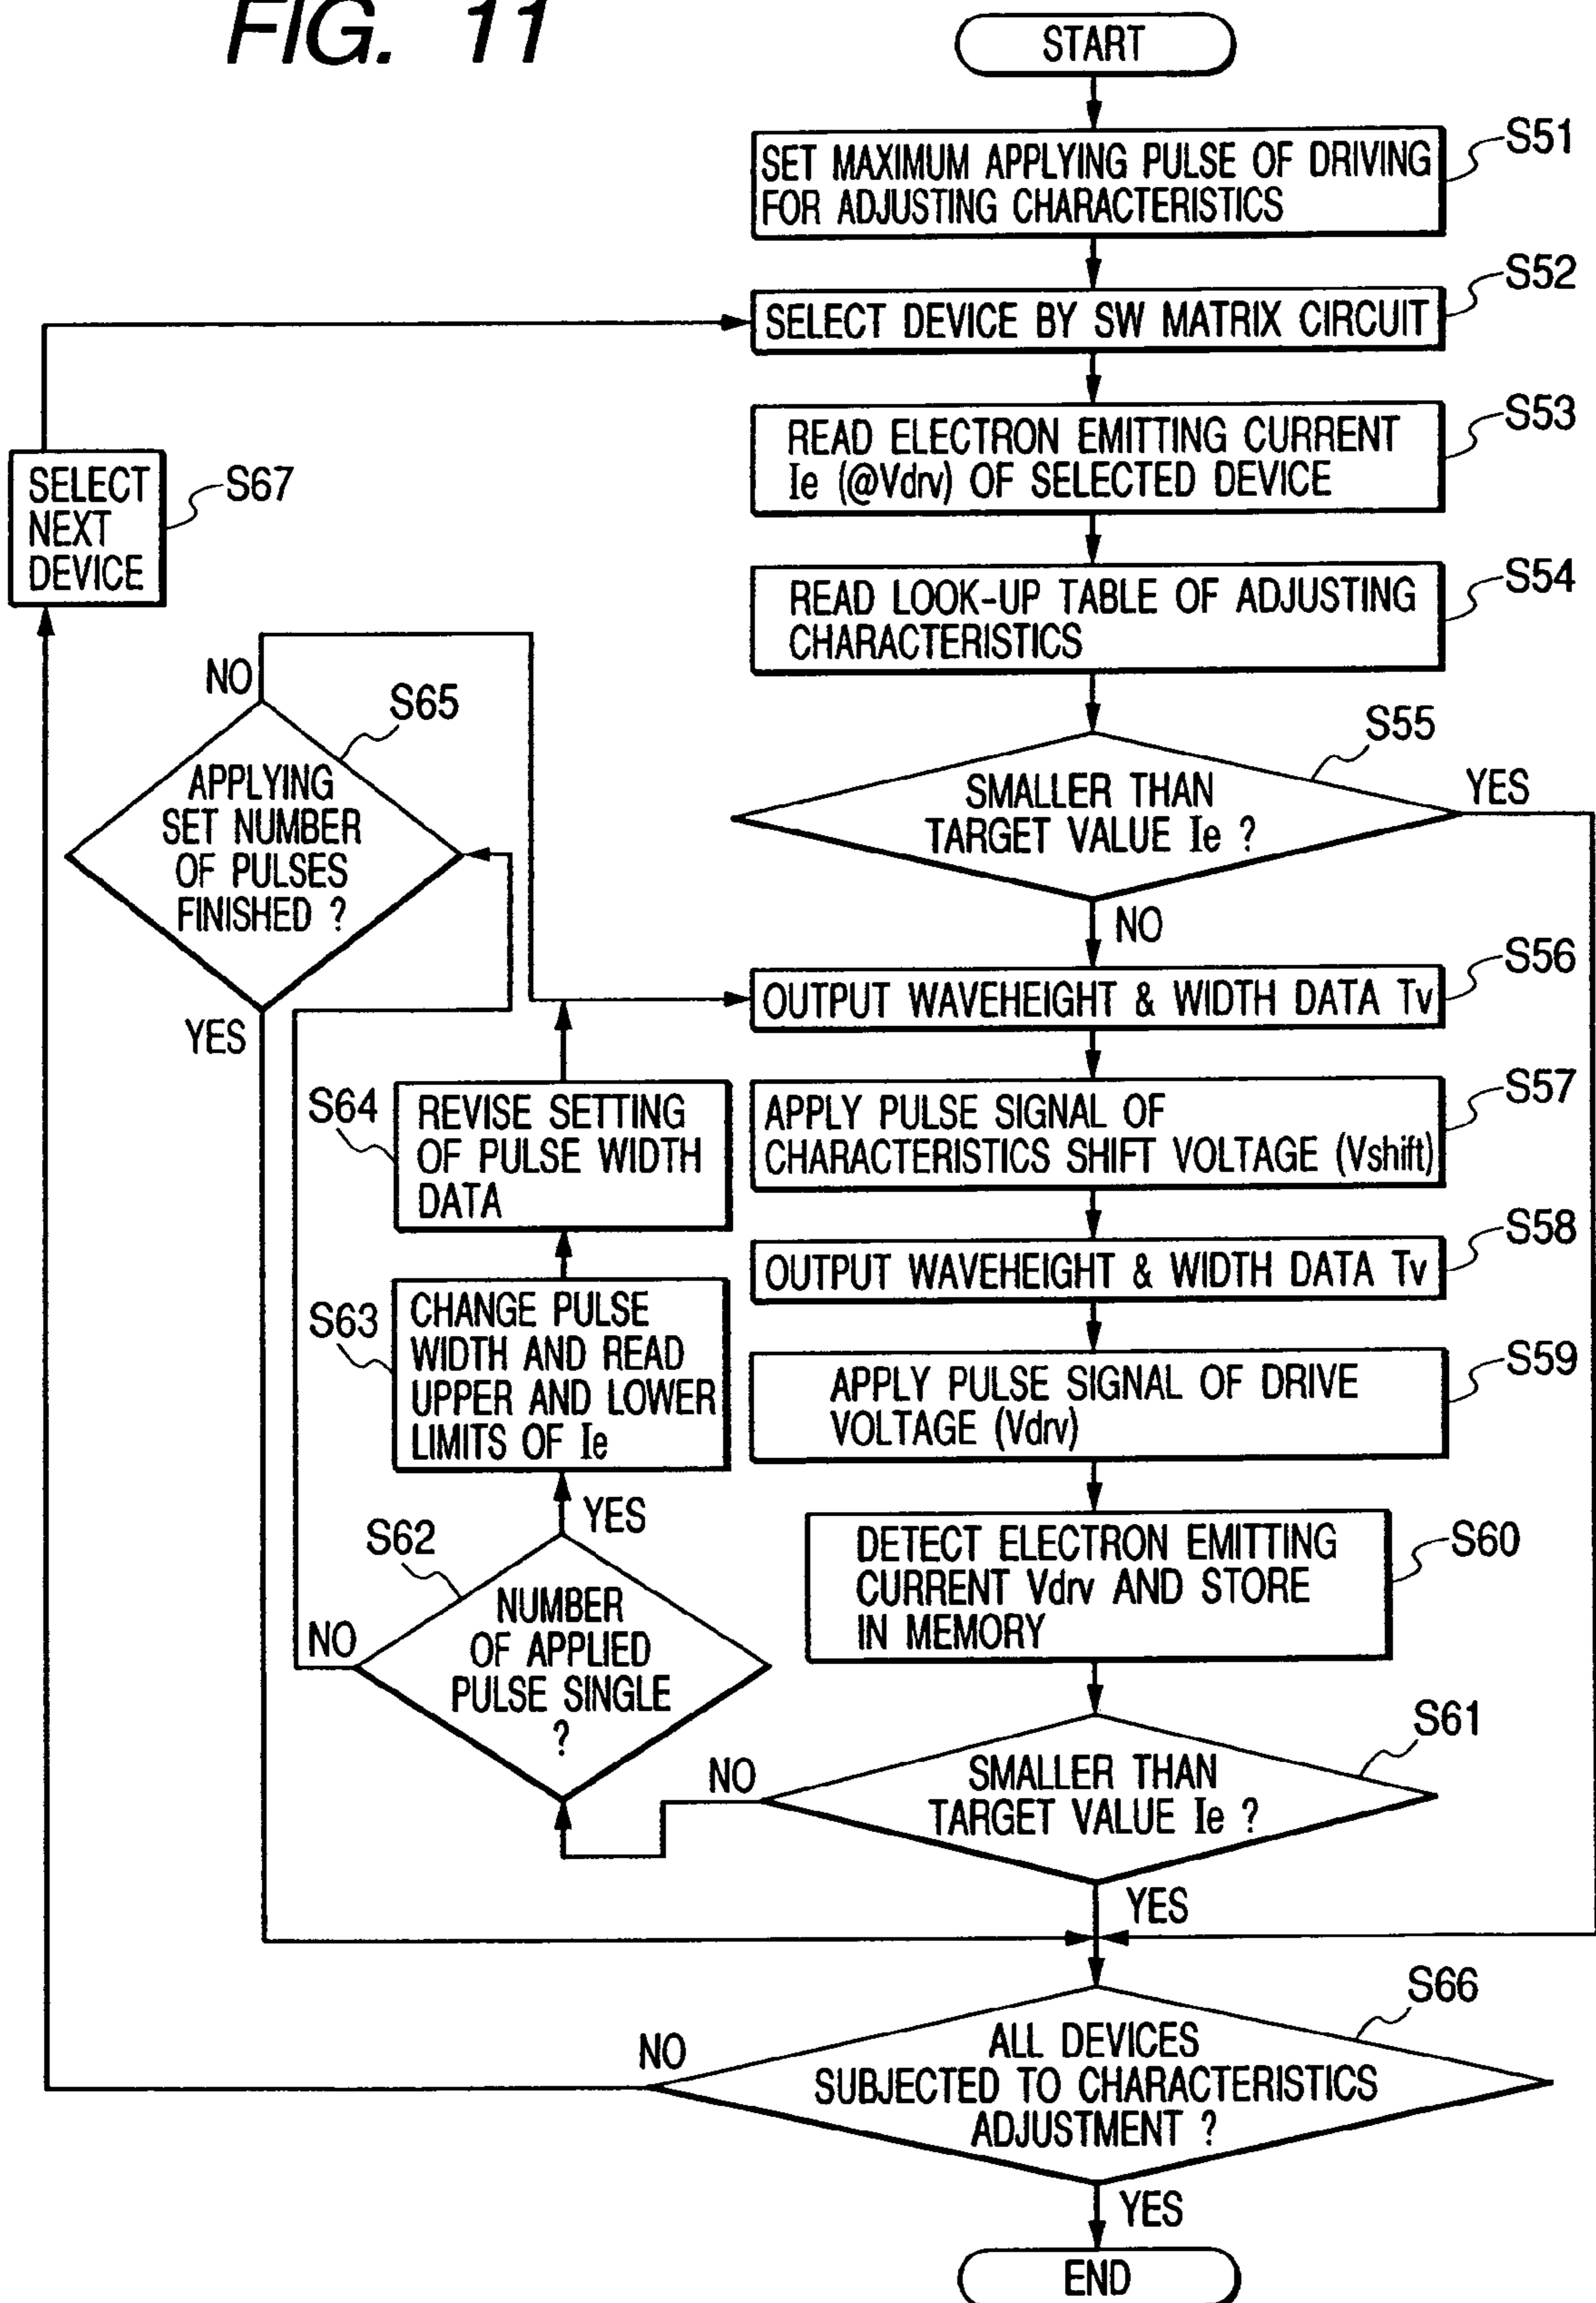 FIG. 11
START
SET MAXIMUM APPLYING PULSE OF DRIVING
FOR ADJUSTING CHARACTERISTICS
S51
SELECT DEVICE BY SW MATRIX CIRCUIT
S52
READ ELECTRON EMITTING CURRENT
Ie (@Vdrv) OF SELECTED DEVICE
S53
READ LOOK-UP TABLE OF ADJUSTING
CHARACTERISTICS
S54
SMALLER THAN
TARGET VALUE Ie ?
S55
YES
NO
OUTPUT WAVEHEIGHT & WIDTH DATA Tv
S56
APPLY PULSE SIGNAL OF
CHARACTERISTICS SHIFT VOLTAGE (Vshift)
S57
OUTPUT WAVEHEIGHT & WIDTH DATA Tv
S58
APPLY PULSE SIGNAL OF DRIVE
VOLTAGE (Vdrv)
S59
DETECT ELECTRON EMITTING
CURRENT Vdrv AND STORE
IN MEMORY
S60
SMALLER THAN
TARGET VALUE Ie ?
S61
NO
YES
NUMBER
OF APPLIED
PULSE SINGLE
?
S62
NO
YES
CHANGE PULSE
WIDTH AND READ
UPPER AND LOWER
LIMITS OF Ie
S63
REVISE SETTING
OF PULSE WIDTH
DATA
S64
APPLYING
SET NUMBER
OF PULSES
FINISHED ?
S65
NO
YES
ALL DEVICES
SUBJECTED TO CHARACTERISTICS
ADJUSTMENT ?
S66
NO
YES
SELECT
NEXT
DEVICE
S67
END